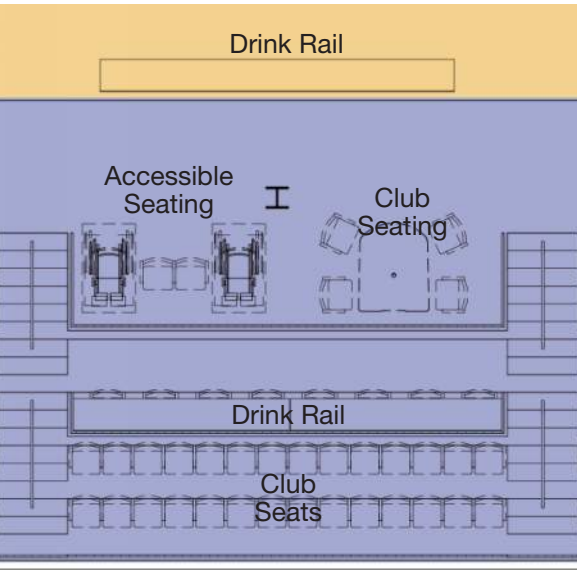 Drink Rail
Accessible
Seating
Club
Seating
Drink Rail
Club
Seats